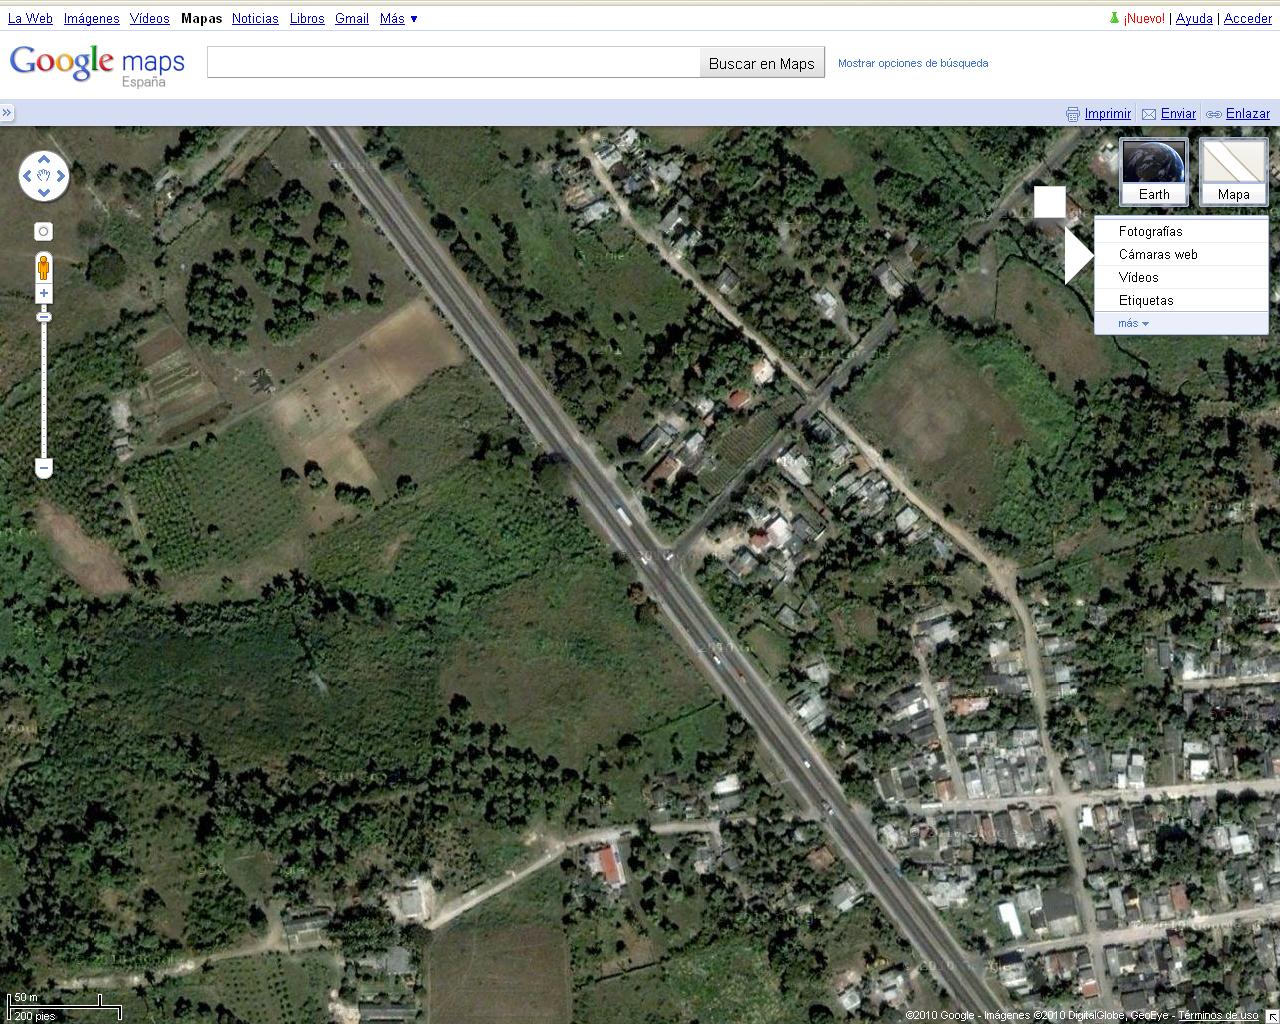 La Web Imágenes Vídeos Mapas Noticias Libros Gmail Más ▼ ¡Nuevo! | Ayuda | Acceder
Google maps
España
Buscar en Maps
Mostrar opciones de búsqueda
»
Imprimir Enviar Enlazar
Earth Mapa
Fotografías
Cámaras web
Vídeos
Etiquetas
más
50 m
200 pies
©2010 Google - Imágenes ©2010 DigitalGlobe, GeoEye - Términos de uso